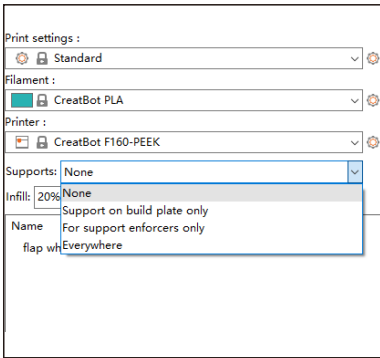 Print settings :
Standard
Filament :
CreatBot PLA
Printer :
CreatBot F160-PEEK
Supports: None
None
Infill: 20%
Support on build plate only
Name
For support enforcers only
flap wh
Everywhere